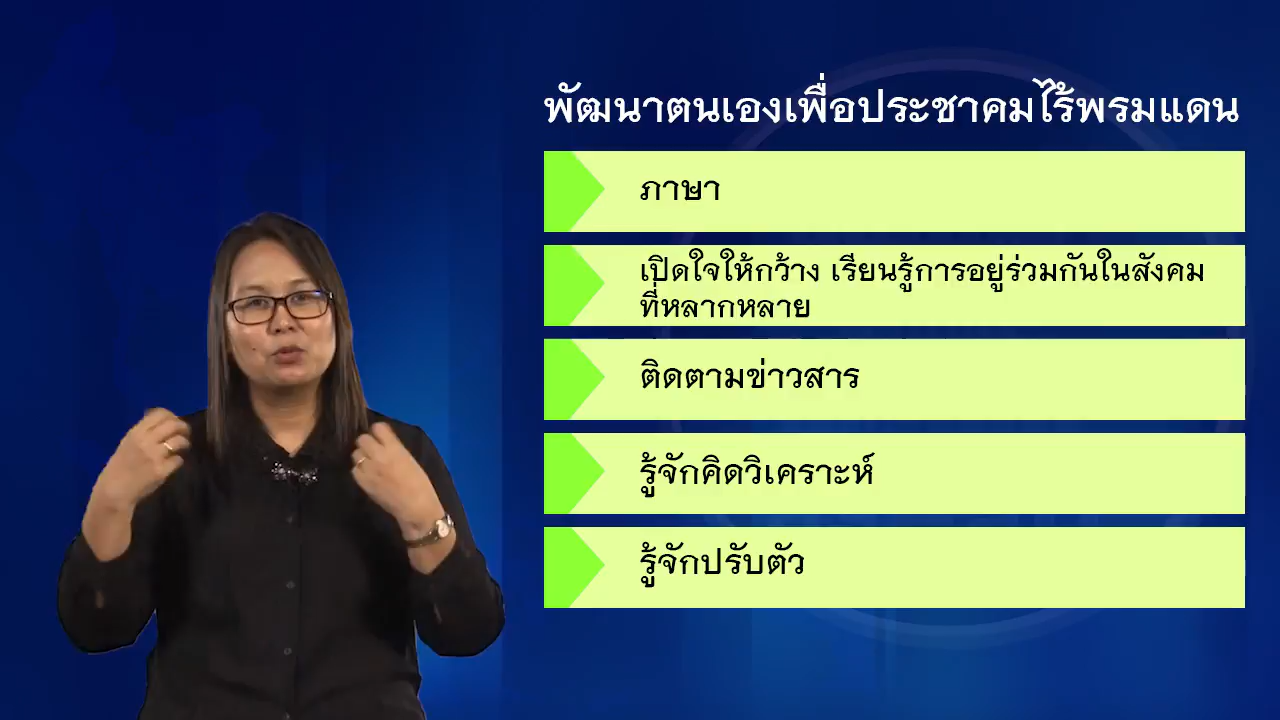 พัฒนาตนเองเพื่อประชาคมไร้พรมแดน
ภาษา
เปิดใจให้กว้าง เรียนรู้การอยู่ร่วมกันในสังคม
ที่หลากหลาย
ติดตามข่าวสาร
รู้จักคิดวิเคราะห์
รู้จักปรับตัว